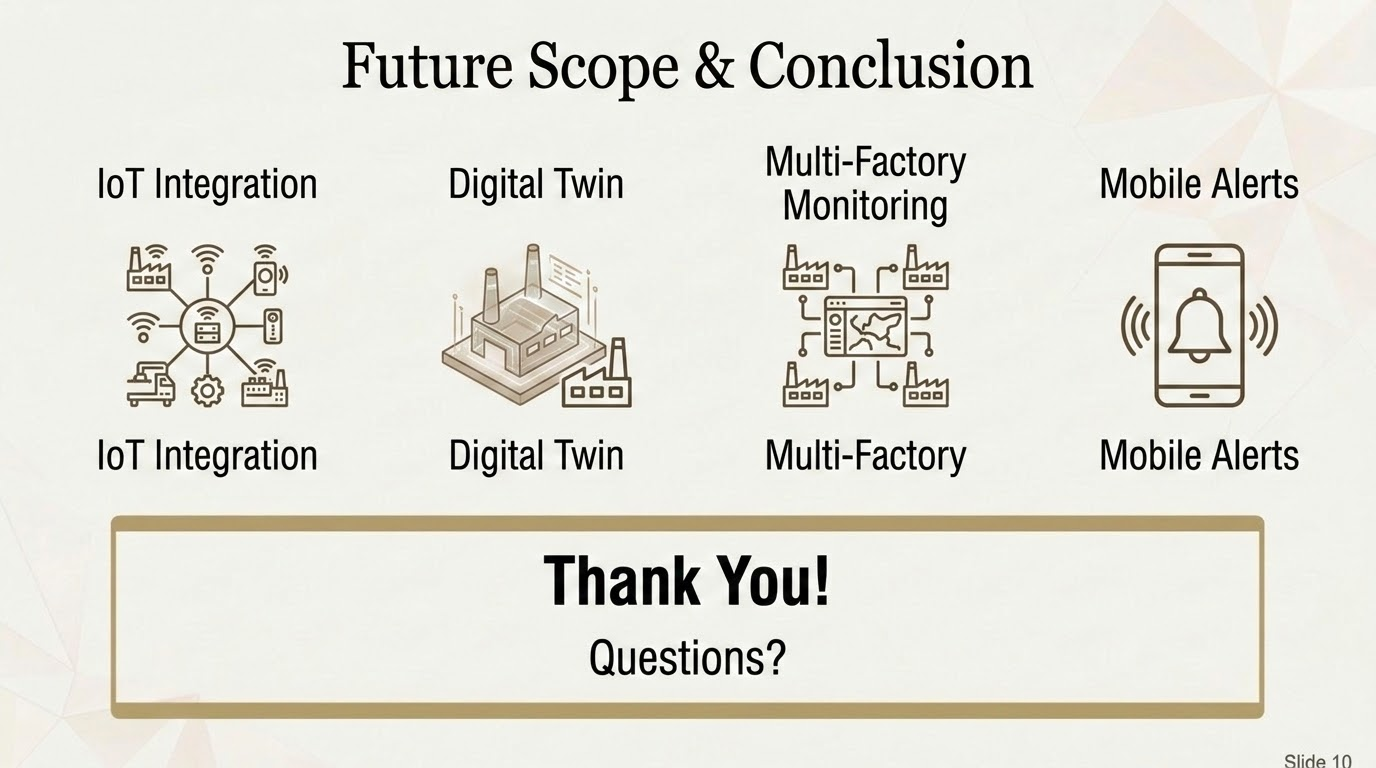 Future Scope & Conclusion
IoT Integration
Digital Twin
Multi-Factory
Monitoring
Mobile Alerts
IoT Integration
Digital Twin
Multi-Factory
Mobile Alerts
Thank You!
Questions?
Slide 10